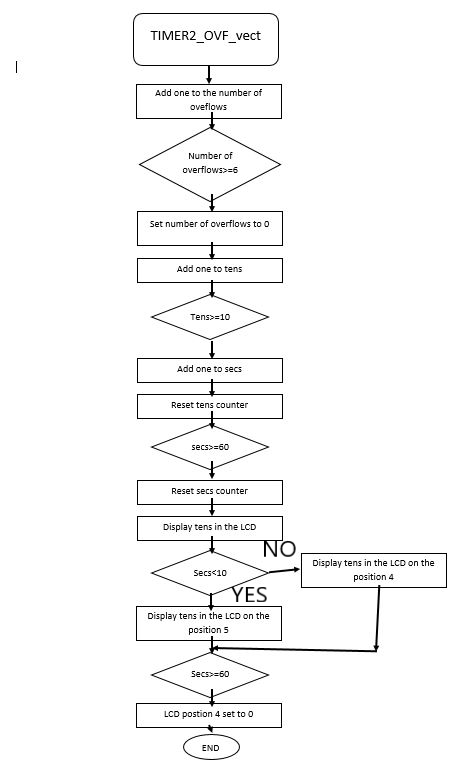 TIMER2_OVF_vect
Add one to the number of
oveflows
Number of
overflows>=6
Set number of overflows to 0
Add one to tens
Tens>=10
Add one to secs
Reset tens counter
secs>=60
Reset secs counter
Display tens in the LCD
NO
Secs<10
Display tens in the LCD on the
position 4
YES
Display tens in the LCD on the
position 5
Secs>=60
LCD postion 4 set to 0
END